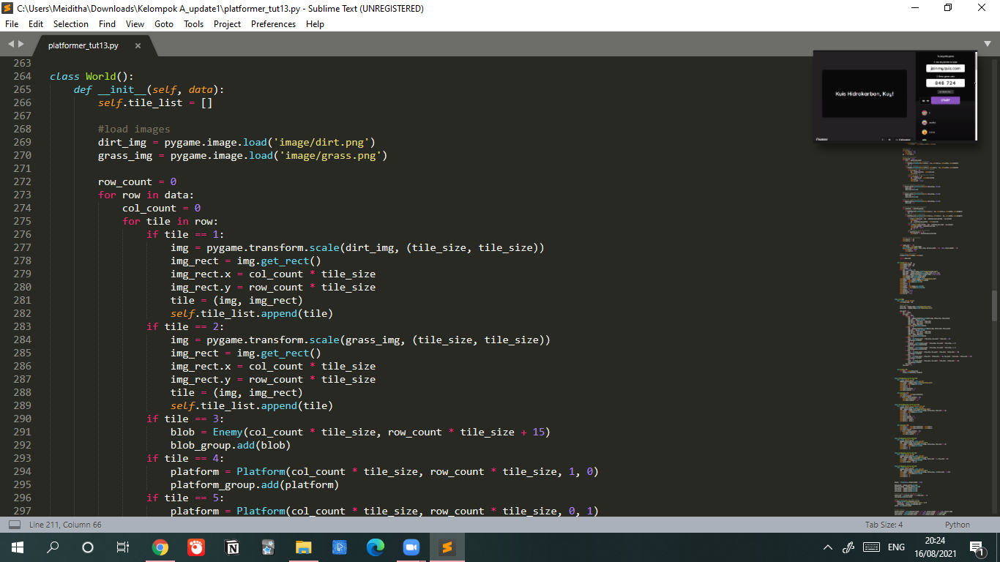 C:\Users\Meiditha\Downloads\Kelompok A_update1\platformer_tut13.py - Sublime Text (UNREGISTERED)
File Edit Selection Find View Goto Tools Project Preferences Help
platformer_tut13.py
263
264 class World():
265 def __init__(self, data):
266 self.tile_list = []
267
268 #load images
269 dirt_img = pygame.image.load('image/dirt.png')
270 grass_img = pygame.image.load('image/grass.png')
271
272 row_count = 0
273 for row in data:
274 col_count = 0
275 for tile in row:
276 if tile == 1:
277 img = pygame.transform.scale(dirt_img, (tile_size, tile_size))
278 img_rect = img.get_rect()
279 img_rect.x = col_count * tile_size
280 img_rect.y = row_count * tile_size
281 tile = (img, img_rect)
282 self.tile_list.append(tile)
283 if tile == 2:
284 img = pygame.transform.scale(grass_img, (tile_size, tile_size))
285 img_rect = img.get_rect()
286 img_rect.x = col_count * tile_size
287 img_rect.y = row_count * tile_size
288 tile = (img, img_rect)
289 self.tile_list.append(tile)
290 if tile == 3:
291 blob = Enemy(col_count * tile_size, row_count * tile_size + 15)
292 blob_group.add(blob)
293 if tile == 4:
294 platform = Platform(col_count * tile_size, row_count * tile_size, 1, 0)
295 platform_group.add(platform)
296 if tile == 5:
297 platform = Platform(col_count * tile_size, row_count * tile_size, 0, 1)
Kuis Hidrokarbon, Kuy!
joinmyquiz.com
848 724
START
Line 211, Column 66
Tab Size: 4
Python
ENG
20:24
16/08/2021
1